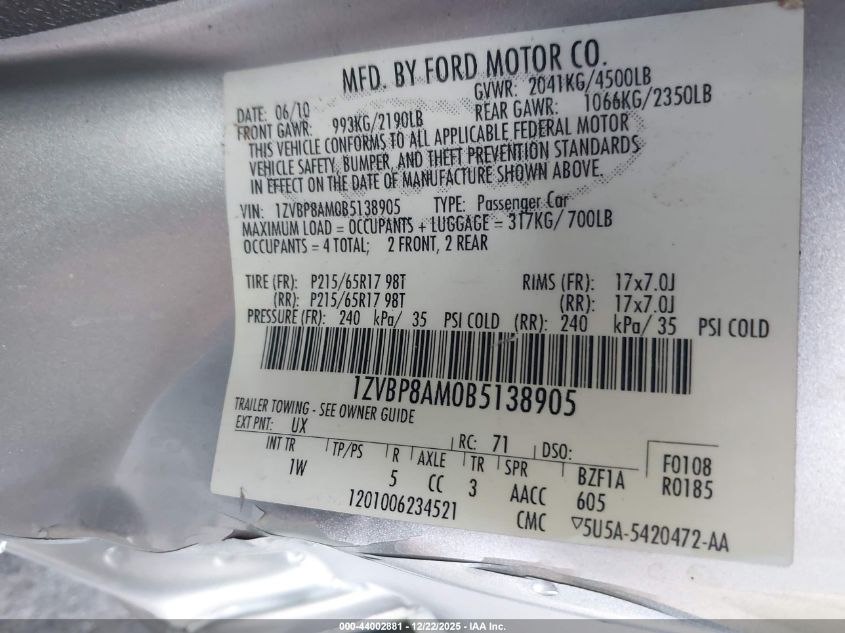 MFD. BY FORD MOTOR CO.
DATE: 06/10 GVWR: 2041KG/4500LB
FRONT GAWR: 993KG/2190LB REAR GAWR: 1066KG/2350LB
THIS VEHICLE CONFORMS TO ALL APPLICABLE FEDERAL MOTOR
VEHICLE SAFETY, BUMPER, AND THEFT PREVENTION STANDARDS
IN EFFECT ON THE DATE OF MANUFACTURE SHOWN ABOVE.
VIN: 1ZVBP8AM0B5138905 TYPE: Passenger Car
MAXIMUM LOAD = OCCUPANTS + LUGGAGE = 317KG/ 700LB
OCCUPANTS = 4 TOTAL; 2 FRONT, 2 REAR
TIRE (FR): P215/65R17 98T RIMS (FR): 17x7.0J
(RR): P215/65R17 98T (RR): 17x7.0J
PRESSURE (FR): 240 kPa/ 35 PSI COLD (RR): 240 kPa/ 35 PSI COLD
1ZVBP8AM0B5138905
TRAILER TOWING - SEE OWNER GUIDE
EXT PNT: UX RC: 71 DSO:
INT TR TP/PS R AXLE TR SPR BZF1A F0108
1W 5 CC 3 AACC 605 R0185
1201006234521 CMC ▽5U5A-5420472-AA
000-44002881 - 12/22/2025 - IAA Inc.